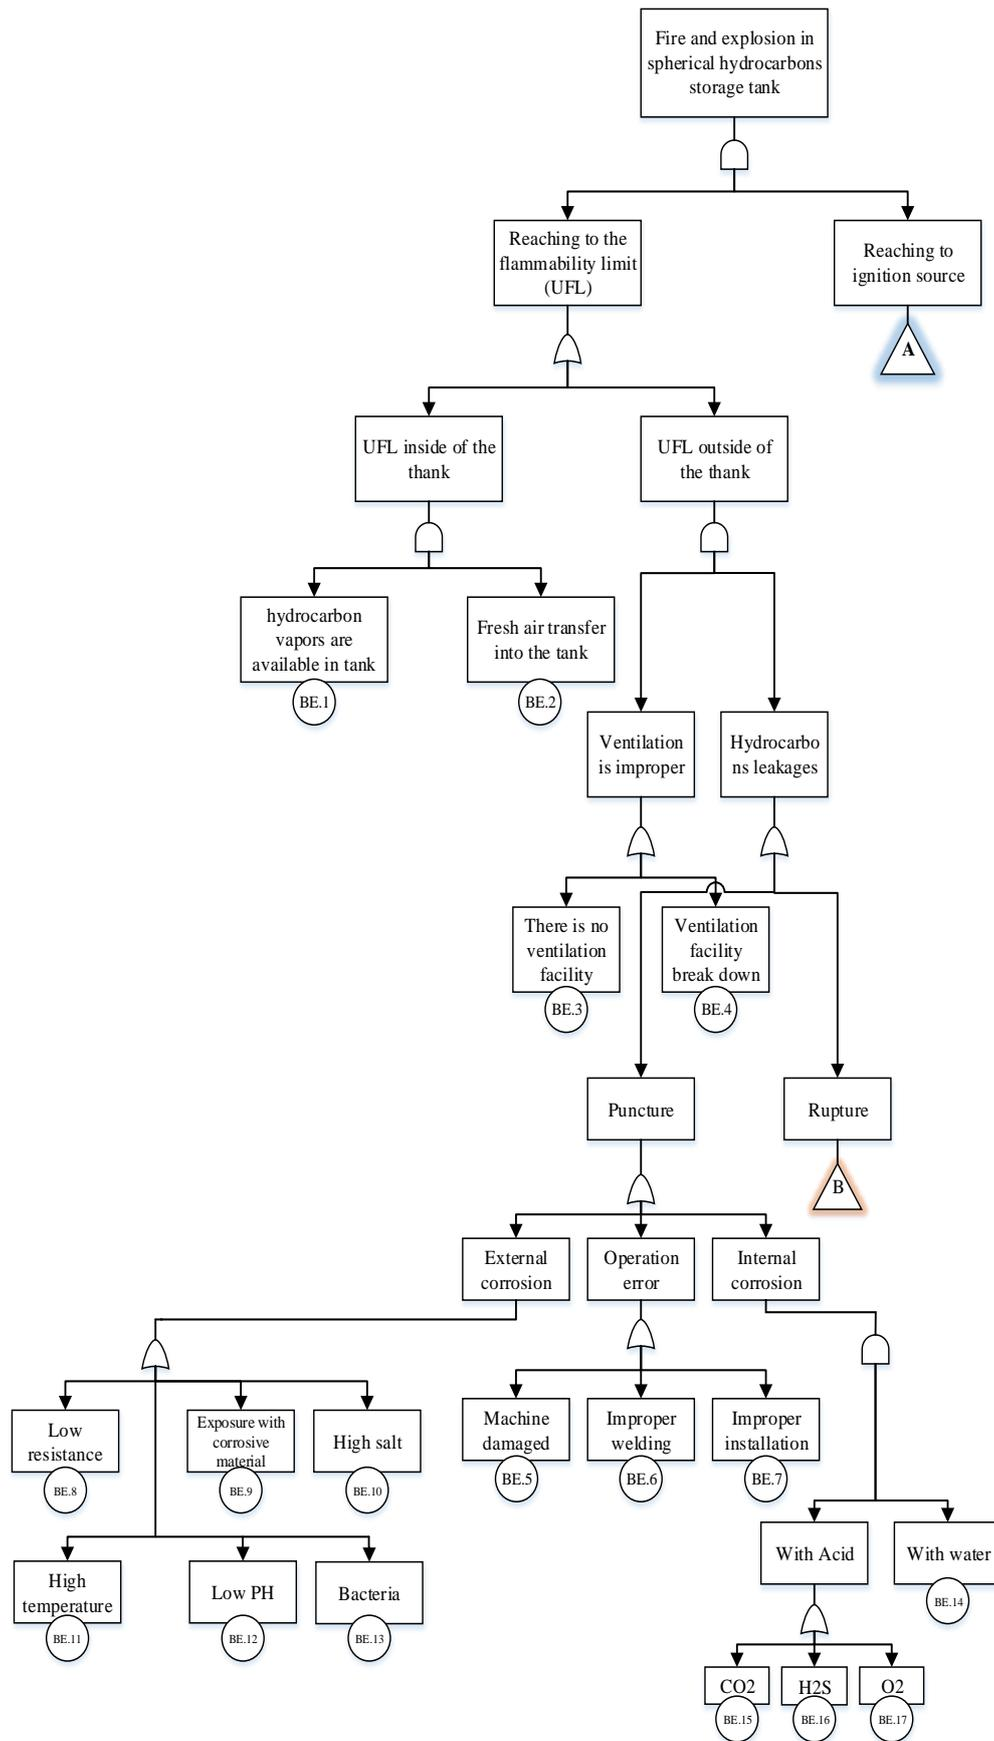 Fire and explosion in
spherical hydrocarbons
storage tank
Reaching to the
flammability limit
(UFL)
Reaching to
ignition source
A
UFL inside of the
thank
UFL outside of
the thank
hydrocarbon
vapors are
available in tank
BE.1
Fresh air transfer
into the tank
BE.2
Ventilation
is improper
Hydrocarbo
ns leakages
There is no
ventilation
facility
BE.3
Ventilation
facility
break down
BE.4
Puncture
Rupture
B
External
corrosion
Operation
error
Internal
corrosion
Low
resistance
BE.8
Exposure with
corrosive
material
BE.9
High salt
BE.10
Machine
damaged
BE.5
Improper
welding
BE.6
Improper
installation
BE.7
High
temperature
BE.11
Low PH
BE.12
Bacteria
BE.13
With Acid
With water
BE.14
CO2
BE.15
H2S
BE.16
O2
BE.17